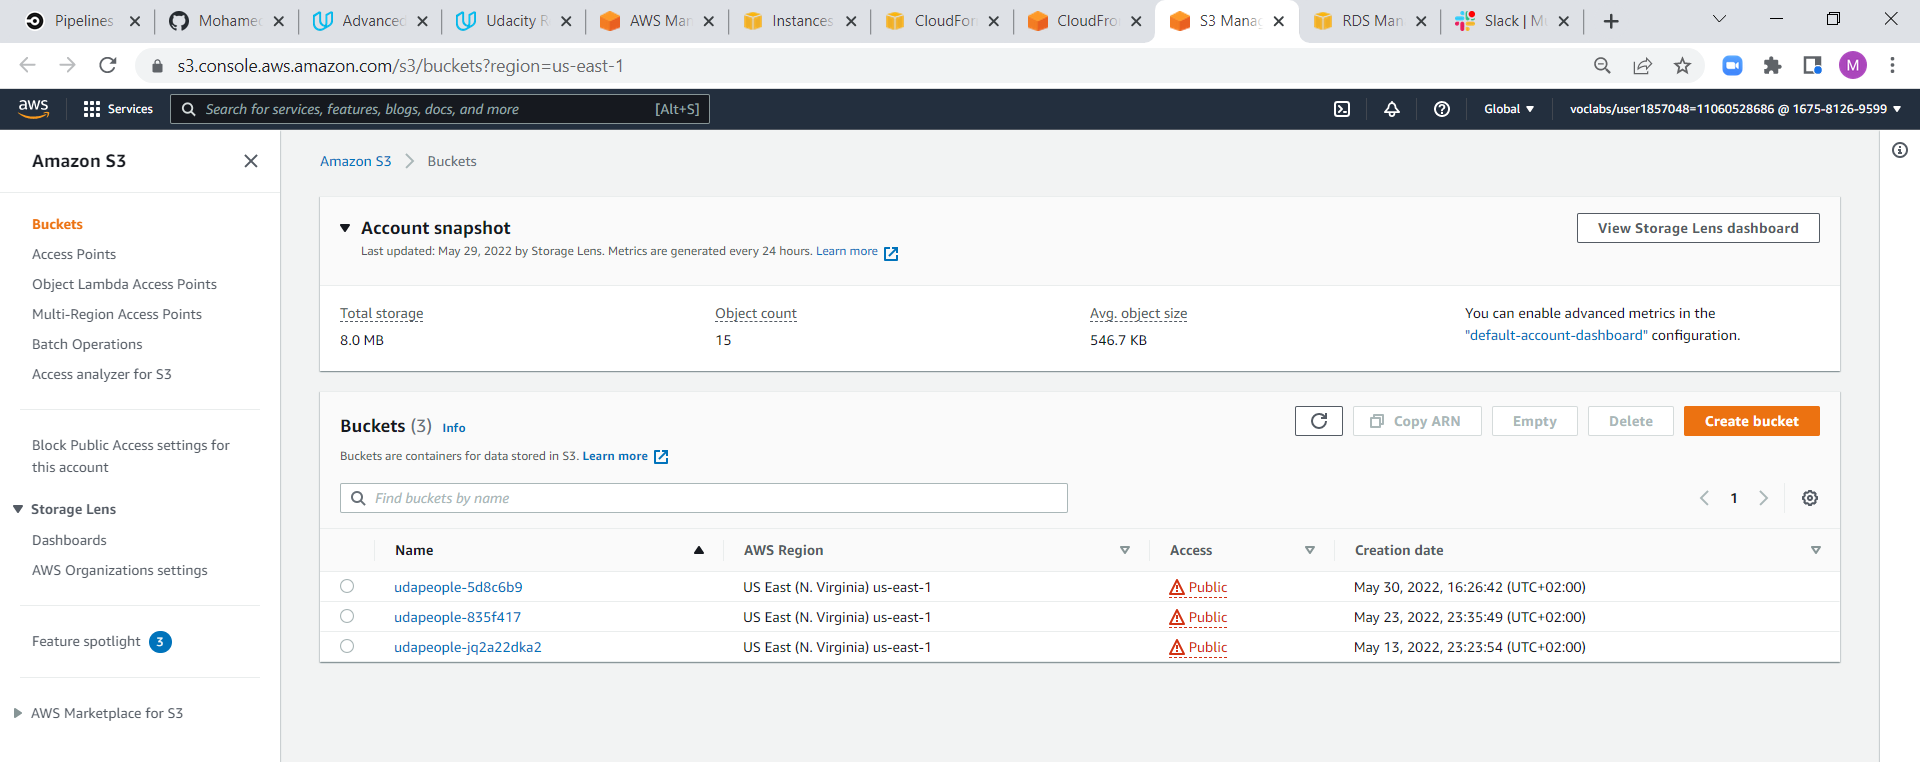 Pipelines
Mohamed
Advanced
Udacity R
AWS Man
Instances
CloudFor
CloudFro
S3 Manag
RDS Man
Slack | M
s3.console.aws.amazon.com/s3/buckets?region=us-east-1
M
aws
Services
Search for services, features, blogs, docs, and more [Alt+S]
Global
voclabs/user1857048=11060528686 @ 1675-8126-9599
Amazon S3
Buckets
Access Points
Object Lambda Access Points
Multi-Region Access Points
Batch Operations
Access analyzer for S3
Block Public Access settings for
this account
Storage Lens
Dashboards
AWS Organizations settings
Feature spotlight 3
AWS Marketplace for S3
Amazon S3 > Buckets
Account snapshot
View Storage Lens dashboard
Last updated: May 29, 2022 by Storage Lens. Metrics are generated every 24 hours. Learn more
Total storage
8.0 MB
Object count
15
Avg. object size
546.7 KB
You can enable advanced metrics in the
"default-account-dashboard" configuration.
Buckets (3) Info
Copy ARN
Empty
Delete
Create bucket
Buckets are containers for data stored in S3. Learn more
Find buckets by name
1
Name AWS Region Access Creation date
udapeople-5d8c6b9 US East (N. Virginia) us-east-1 Public May 30, 2022, 16:26:42 (UTC+02:00)
udapeople-835f417 US East (N. Virginia) us-east-1 Public May 23, 2022, 23:35:49 (UTC+02:00)
udapeople-jq2a22dka2 US East (N. Virginia) us-east-1 Public May 13, 2022, 23:23:54 (UTC+02:00)